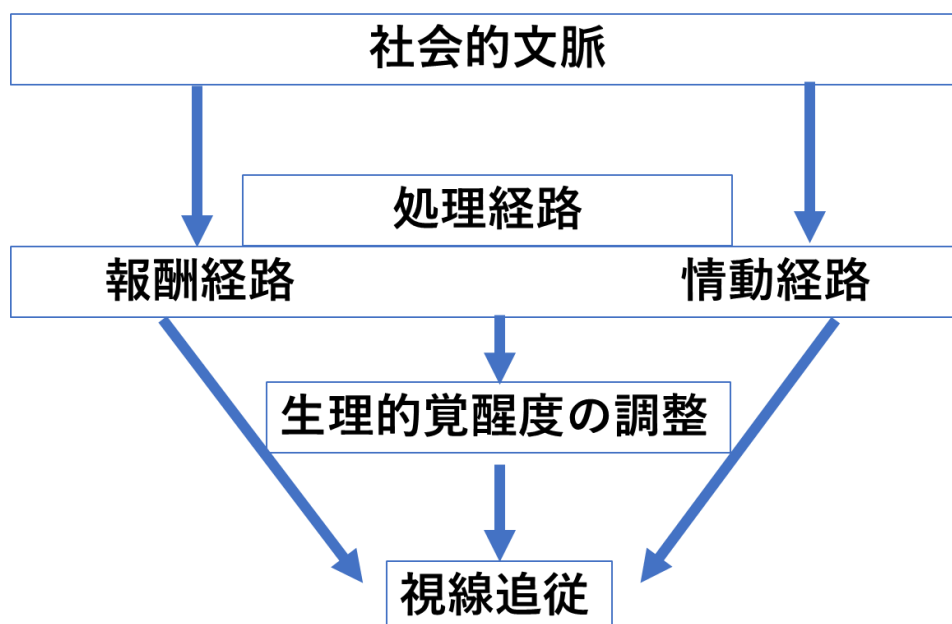 社会的文脈
処理経路
報酬経路 情動経路
生理的覚醒度の調整
視線追従